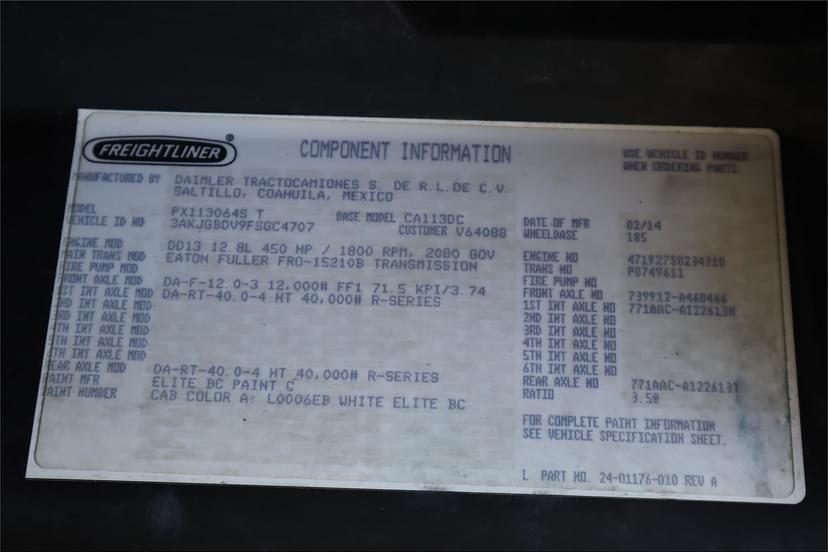 FREIGHTLINER®
COMPONENT INFORMATION
USE VEHICLE ID NUMBER
WHEN ORDERING PARTS.
MANUFACTURED BY DAIMLER TRACTOCAMIONES S. DE R.L.DE C.V.
SALTILLO, COAHUILA, MEXICO
MODEL PX113064S T BASE MODEL CA113DC
VEHICLE ID NO 3AKJGBDV9FSGC4707 CUSTOMER V64088
ENGINE MOD DD13 12.8L 450 HP / 1800 RPM, 2080 GOV
MAIN TRANS MOD EATON FULLER FRO-15210B TRANSMISSION
FIRE PUMP MOD
FRONT AXLE MOD DA-F-12.0-3 12,000# FF1 71.5 KPI/3.74
1ST INT AXLE MOD DA-RT-40.0-4 HT 40,000# R-SERIES
2ND INT AXLE MOD
3RD INT AXLE MOD
4TH INT AXLE MOD
5TH INT AXLE MOD
6TH INT AXLE MOD
REAR AXLE MOD DA-RT-40.0-4 HT 40,000# R-SERIES
PAINT MFR ELITE BC PAINT C
PAINT NUMBER CAB COLOR A: L0006EB WHITE ELITE BC
DATE OF MFR 02/14
WHEELBASE 185
ENGINE NO 471927S0234310
TRANS NO P0749611
FIRE PUMP NO
FRONT AXLE NO 739912-A460466
1ST INT AXLE NO 771AAC-A122613M
2ND INT AXLE NO
3RD INT AXLE NO
4TH INT AXLE NO
5TH INT AXLE NO
6TH INT AXLE NO
REAR AXLE NO 771AAC-A122613T
RATIO 3.58
FOR COMPLETE PAINT INFORMATION
SEE VEHICLE SPECIFICATION SHEET.
L PART NO. 24-01176-010 REV A